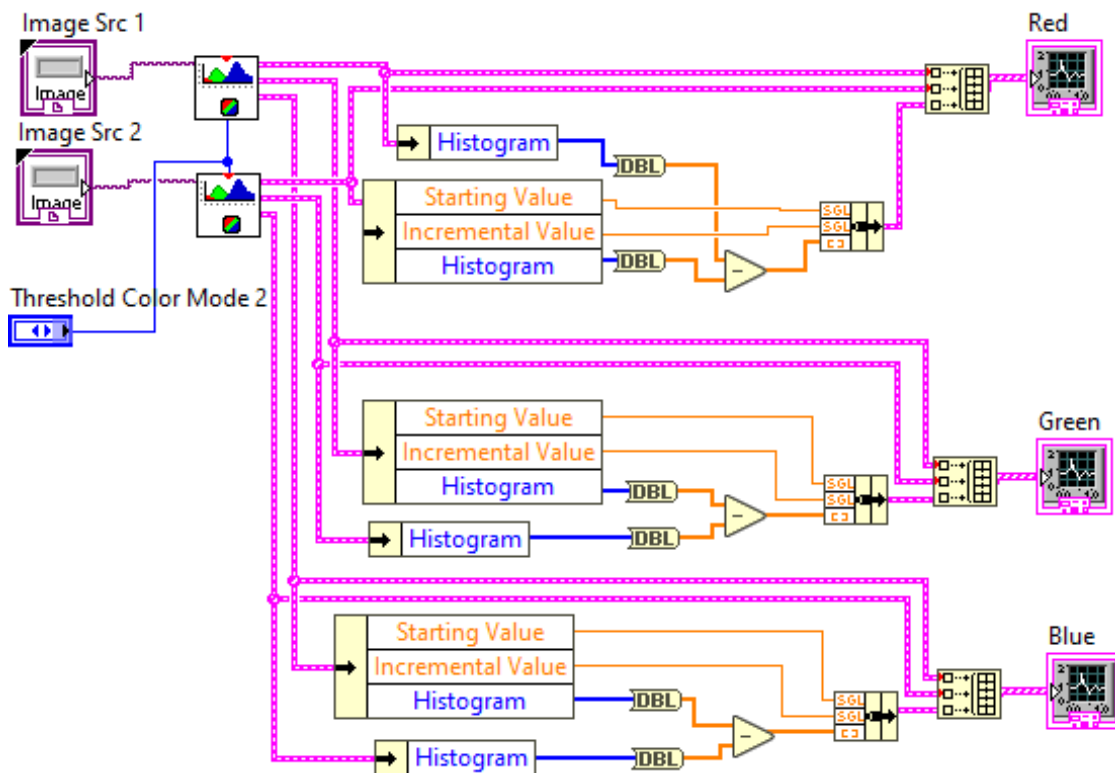 Image Src 1
Image
Image Src 2
Image
Threshold Color Mode 2
Red
Histogram
DBL
Starting Value
Incremental Value
Histogram
DBL
SGL
SGL
Green
Starting Value
Incremental Value
Histogram
DBL
Histogram
DBL
SGL
SGL
Blue
Starting Value
Incremental Value
Histogram
DBL
Histogram
DBL
SGL
SGL